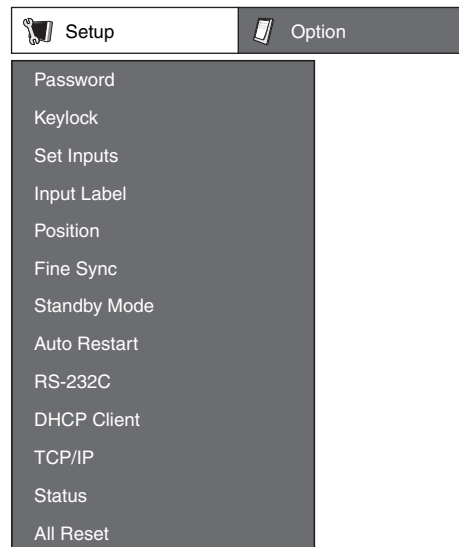 Setup Option
Password
Keylock
Set Inputs
Input Label
Position
Fine Sync
Standby Mode
Auto Restart
RS-232C
DHCP Client
TCP/IP
Status
All Reset